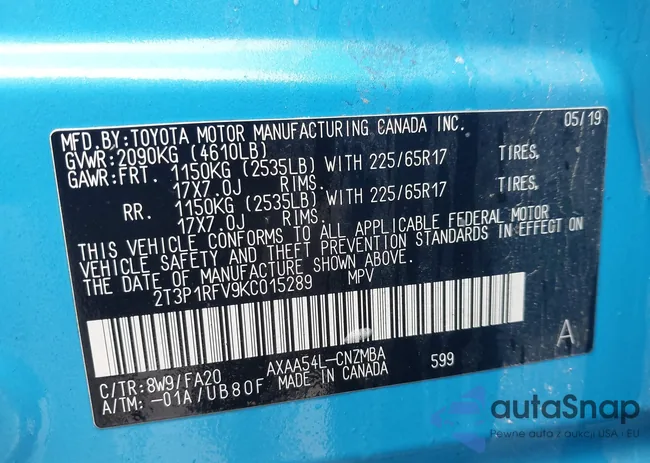 MFD.BY:TOYOTA MOTOR MANUFACTURING CANADA INC. 05/19
GVWR:2090KG (4610LB)
GAWR:FRT. 1150KG (2535LB) WITH 225/65R17 TIRES,
17X7.0J RIMS.
RR. 1150KG (2535LB) WITH 225/65R17 TIRES,
17X7.0J RIMS.
THIS VEHICLE CONFORMS TO ALL APPLICABLE FEDERAL MOTOR
VEHICLE SAFETY AND THEFT PREVENTION STANDARDS IN EFFECT ON
THE DATE OF MANUFACTURE SHOWN ABOVE.
2T3P1RFV9KC015289 MPV
A
C/TR:8W9/FA20 AXAA54L-CNZMBA 599
A/TM:-01A/UB80F MADE IN CANADA
autaSnap
Pewne auta z aukcji USA i EU